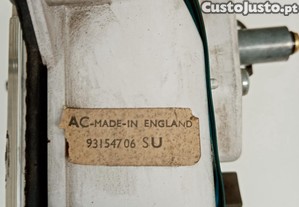 CustoJusto.pt
AC-MADE-IN ENGLAND
93154706 SU